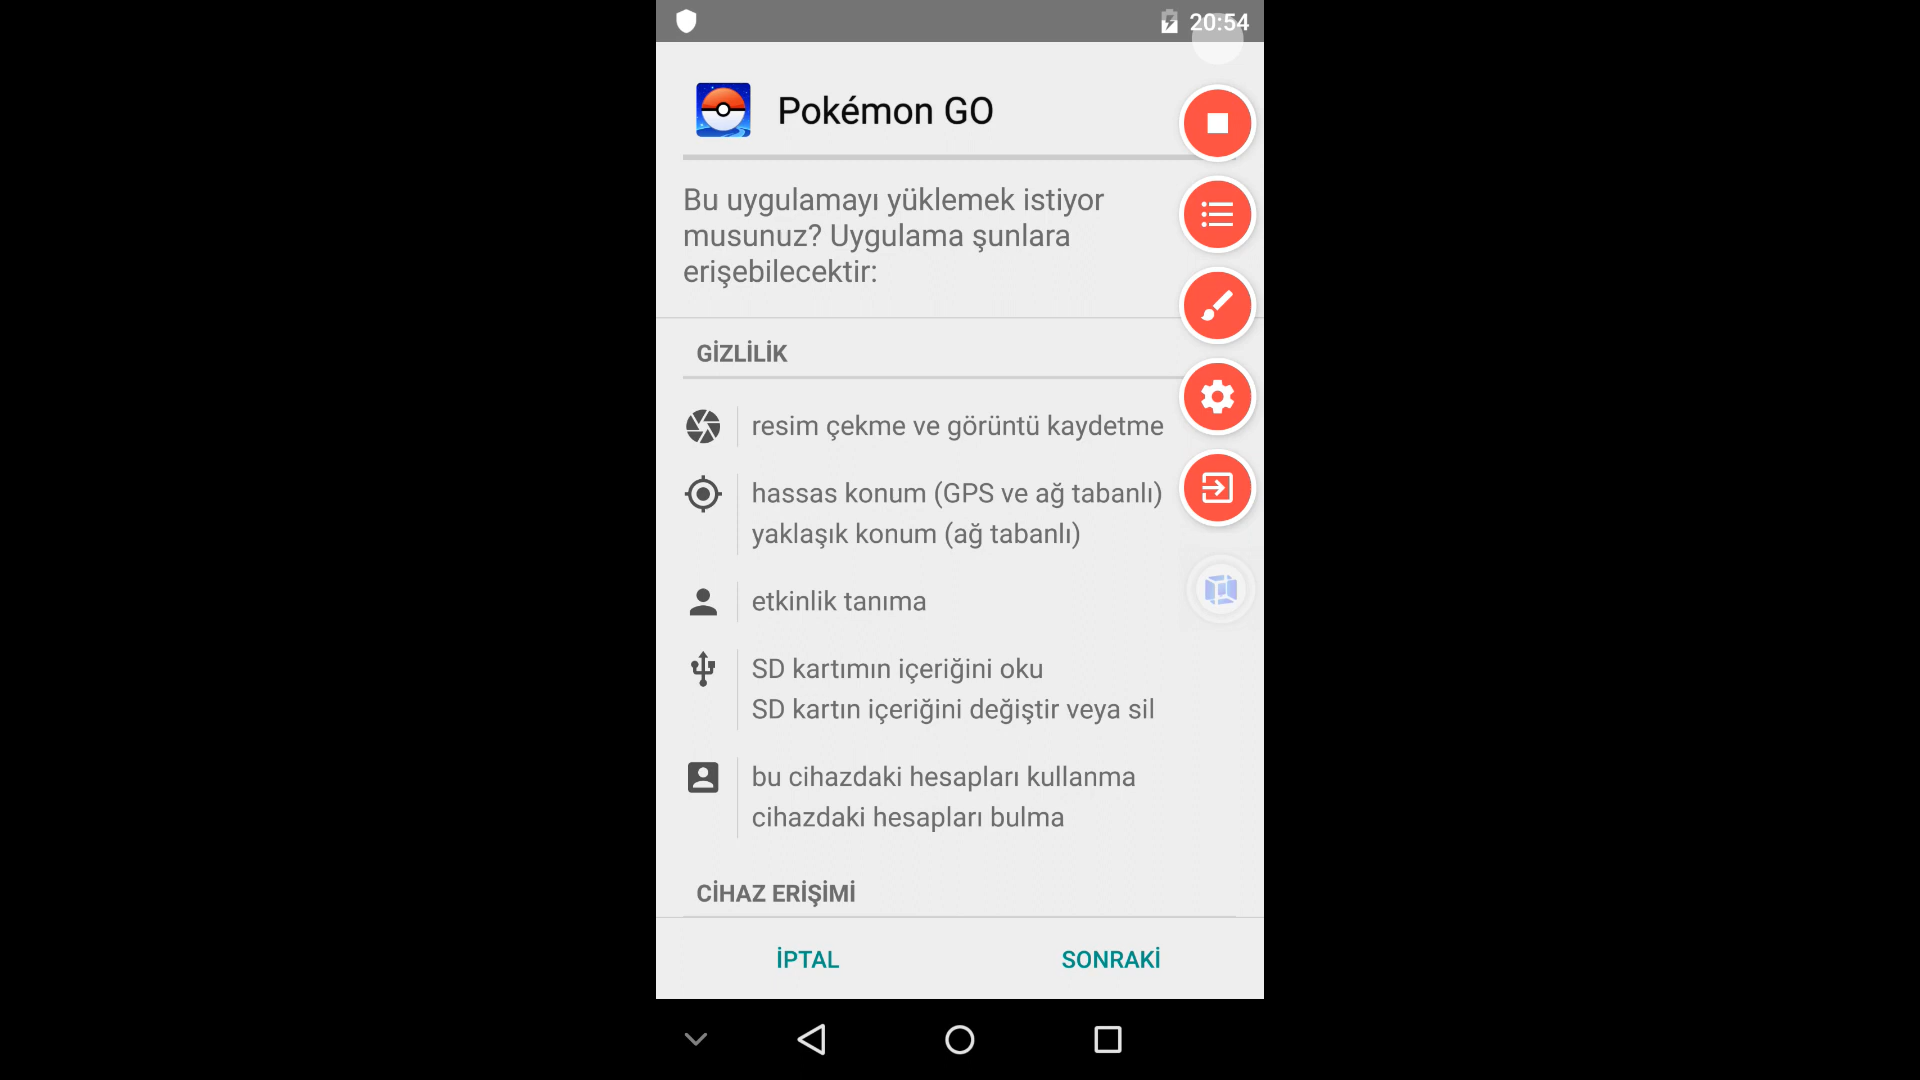 20:54
Pokémon GO
Bu uygulamayı yüklemek istiyor
musunuz? Uygulama şunlara
erişebilecektir:
GİZLİLİK
resim çekme ve görüntü kaydetme
hassas konum (GPS ve ağ tabanlı)
yaklaşık konum (ağ tabanlı)
etkinlik tanıma
SD kartımın içeriğini oku
SD kartın içeriğini değiştir veya sil
bu cihazdaki hesapları kullanma
cihazdaki hesapları bulma
CİHAZ ERİŞİMİ
İPTAL
SONRAKİ